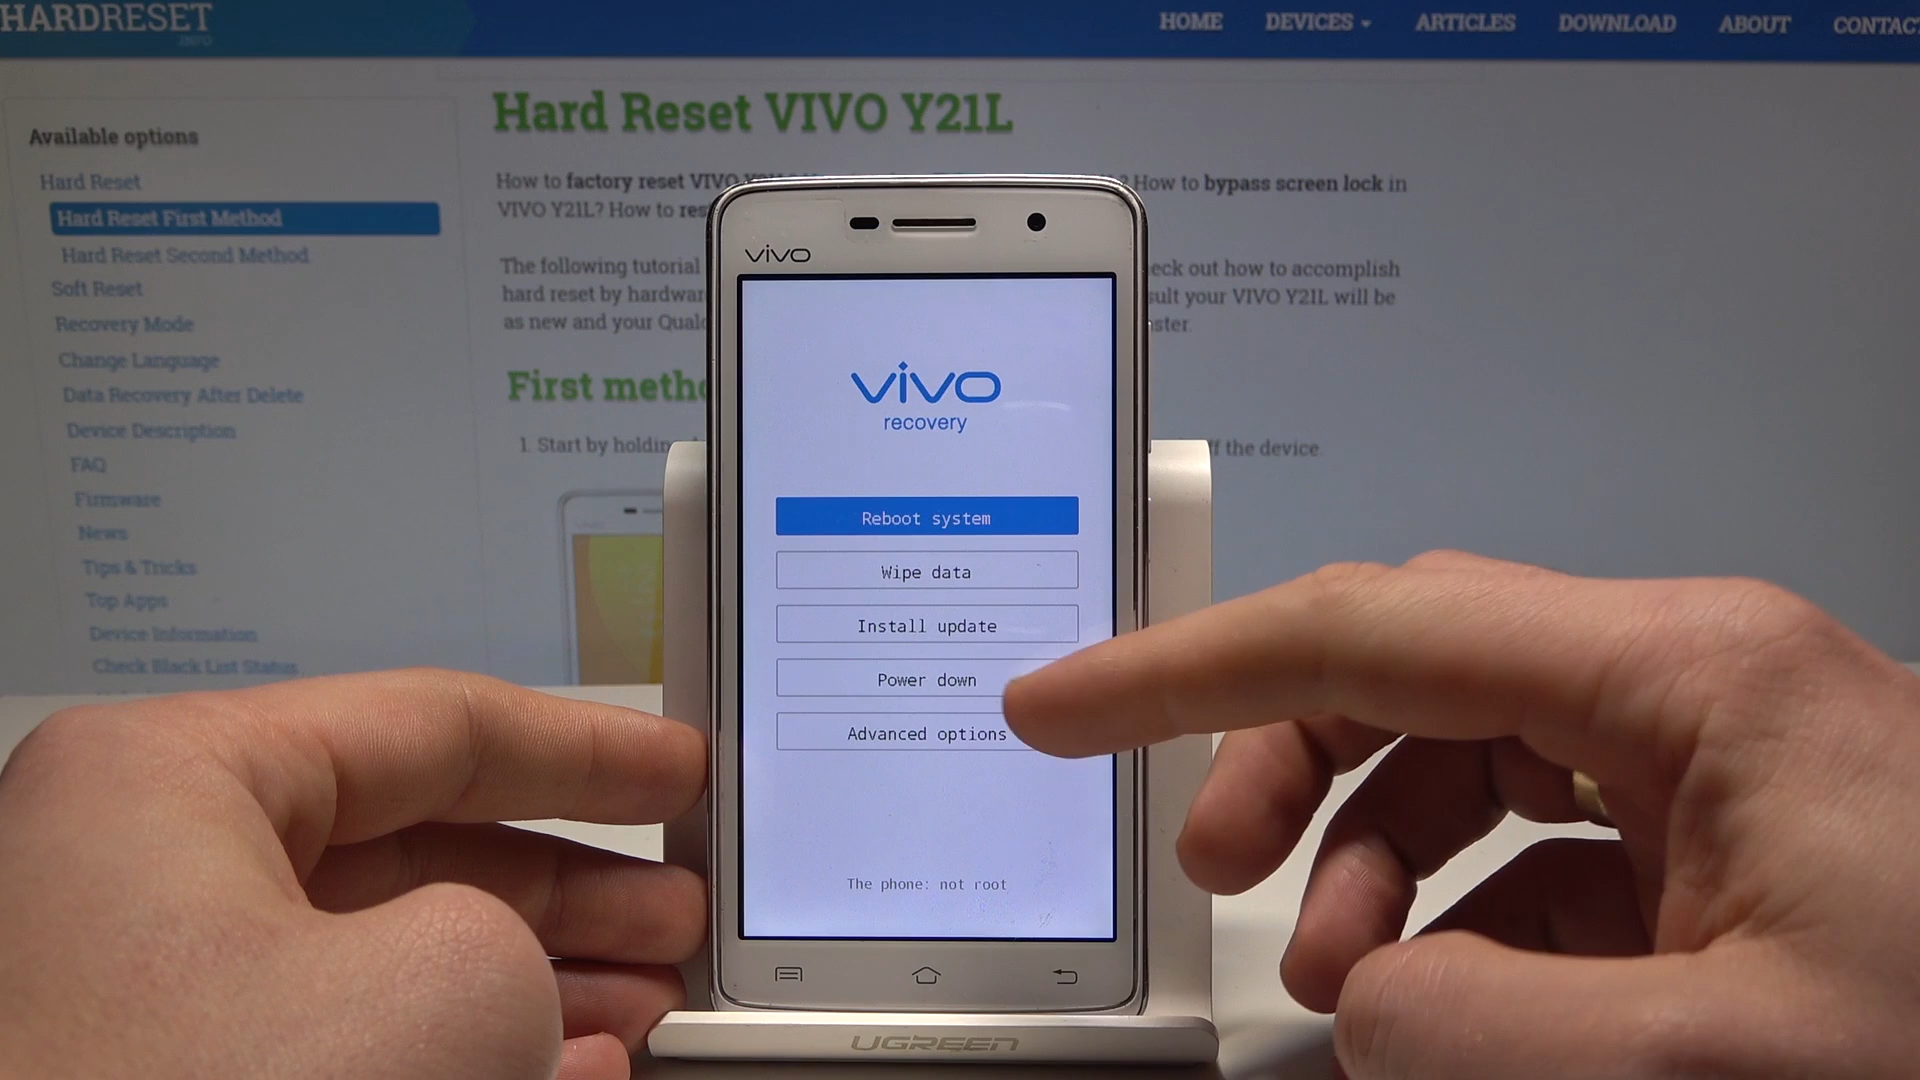 HARDRESET
.INFO
HOME DEVICES ARTICLES DOWNLOAD ABOUT CONTAC
Available options
Hard Reset
Hard Reset First Method
Hard Reset Second Method
Soft Reset
Recovery Mode
Change Language
Data Recovery After Delete
Device Description
FAQ
Firmware
News
Tips & Tricks
Top Apps
Device Information
Check Black List Status
Hard Reset VIVO Y21L
How to factory reset VIVO ? How to bypass screen lock in
VIVO Y21L? How to res
The following tutorial eck out how to accomplish
hard reset by hardwar sult your VIVO Y21L will be
as new and your Qualc ster.
First metho
1. Start by holdin ff the device.
vivo
vivo
recovery
Reboot system
Wipe data
Install update
Power down
Advanced options
The phone: not root
UGREEN